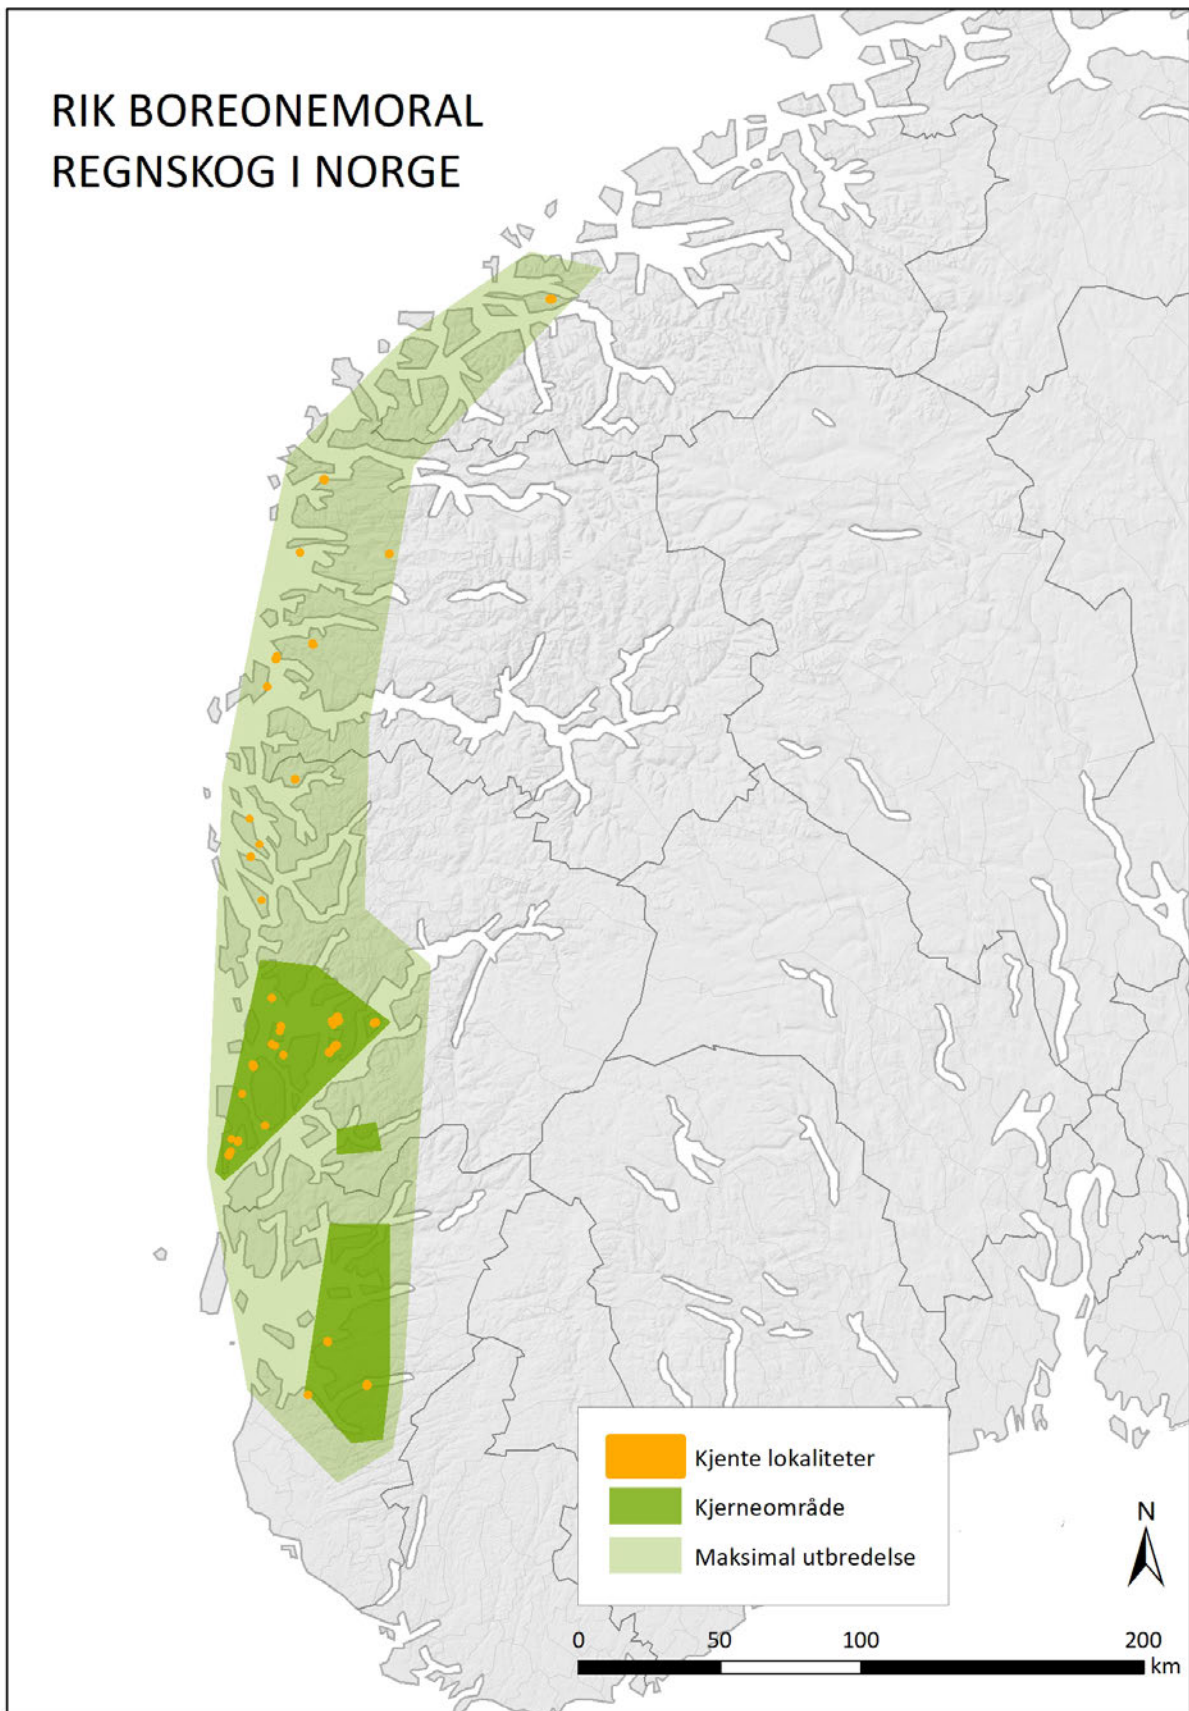 RIK BOREONEMORAL
REGNSKOG I NORGE
Kjente lokaliteter
Kjerneområde
Maksimal utbredelse
N
0 50 100 200
km